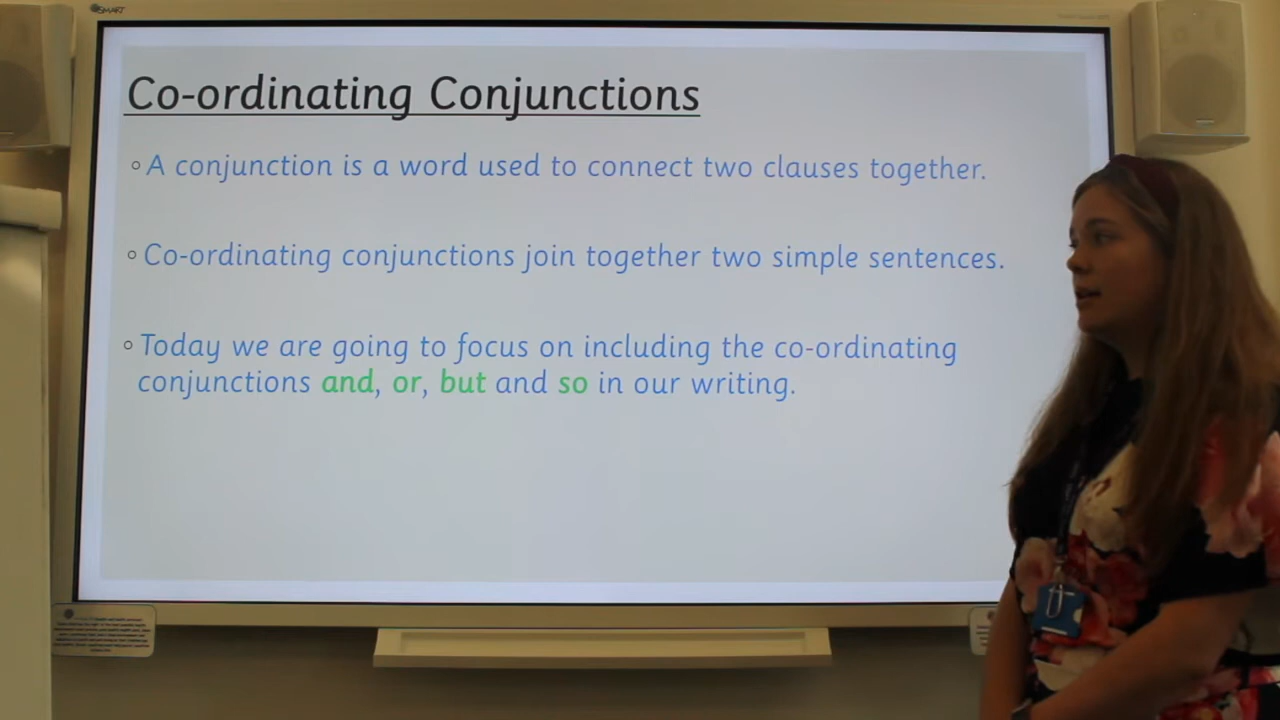 SMART
Co-ordinating Conjunctions
A conjunction is a word used to connect two clauses together.
Co-ordinating conjunctions join together two simple sentences.
Today we are going to focus on including the co-ordinating
conjunctions and, or, but and so in our writing.